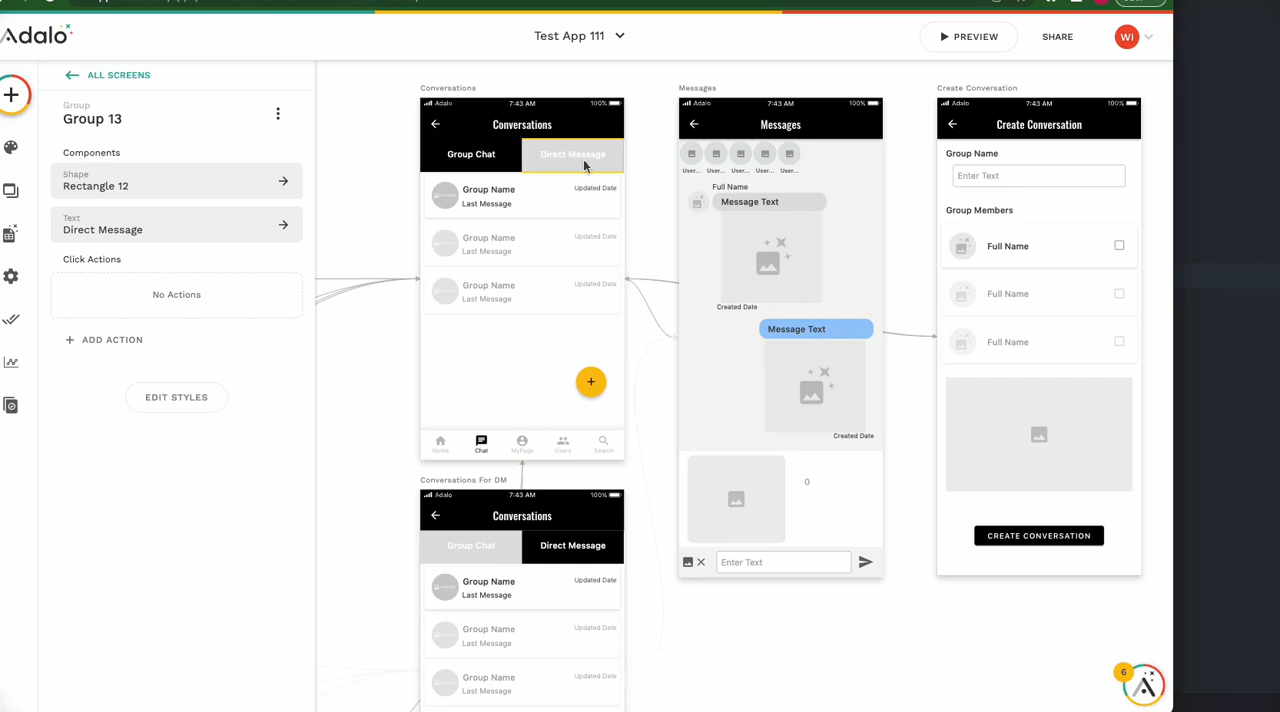 Adalo
Test App 111
PREVIEW
SHARE
WI
ALL SCREENS
Group
Group 13
Components
Shape
Rectangle 12
Text
Direct Message
Click Actions
No Actions
ADD ACTION
EDIT STYLES
Conversations
Adalo 7:43 AM 100%
Conversations
Group Chat Direct Message
Group Name Updated Date
Last Message
Group Name Updated Date
Last Message
Group Name Updated Date
Last Message
+
Home Chat MyPage Users Search
Conversations For DM
Adalo 7:43 AM 100%
Conversations
Group Chat Direct Message
Group Name Updated Date
Last Message
Group Name Updated Date
Last Message
Group Name Updated Date
Last Message
Messages
Adalo 7:43 AM 100%
Messages
User... User... User... User... User...
Full Name
Message Text
Created Date
Message Text
Created Date
0
Enter Text
Create Conversation
Adalo 7:43 AM 100%
Create Conversation
Group Name
Enter Text
Group Members
Full Name
Full Name
Full Name
CREATE CONVERSATION
6